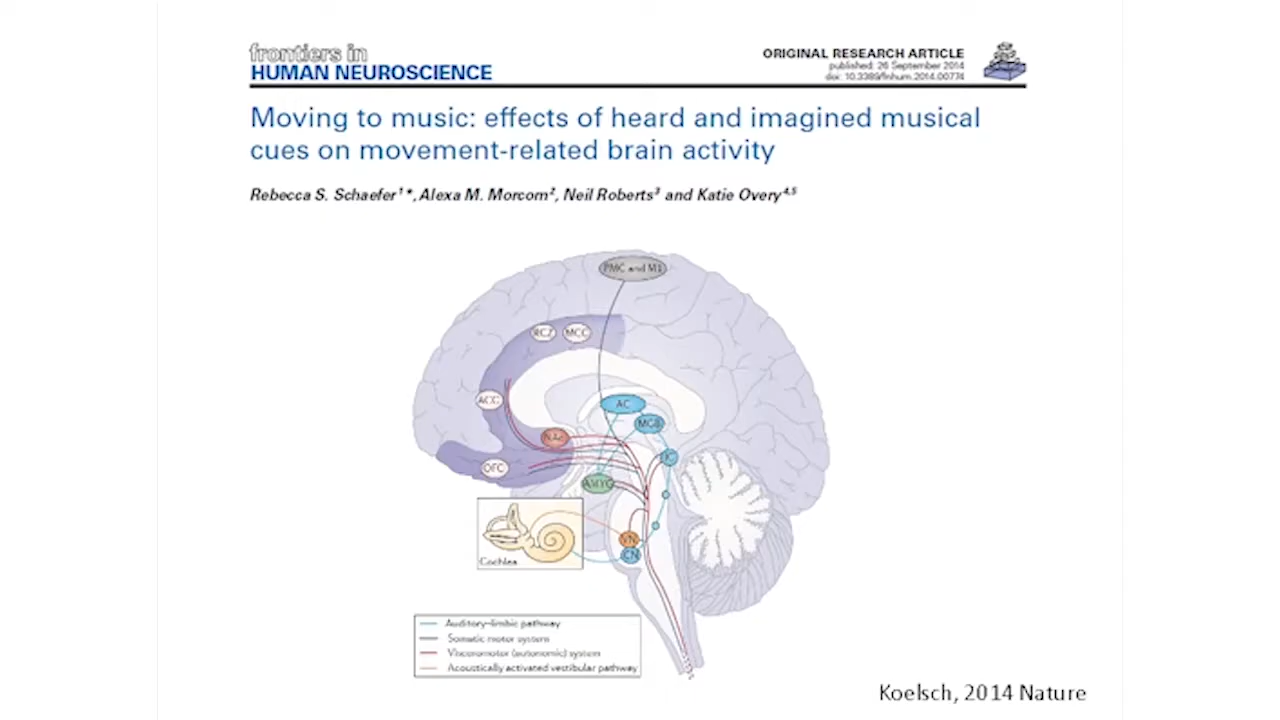 frontiers in
HUMAN NEUROSCIENCE
ORIGINAL RESEARCH ARTICLE
published: 26 September 2014
doi: 10.3389/fnhum.2014.00774
Moving to music: effects of heard and imagined musical
cues on movement-related brain activity
Rebecca S. Schaefer¹*, Alexa M. Morcom², Neil Roberts³ and Katie Overy⁴,⁵
PMC and M1
RCZ MCC
ACC
AC
MGB
NAc
IC
OFC
AMYG
VN
CN
Cochlea
Auditory–limbic pathway
Somatic motor system
Visceromotor (autonomic) system
Acoustically activated vestibular pathway
Koelsch, 2014 Nature